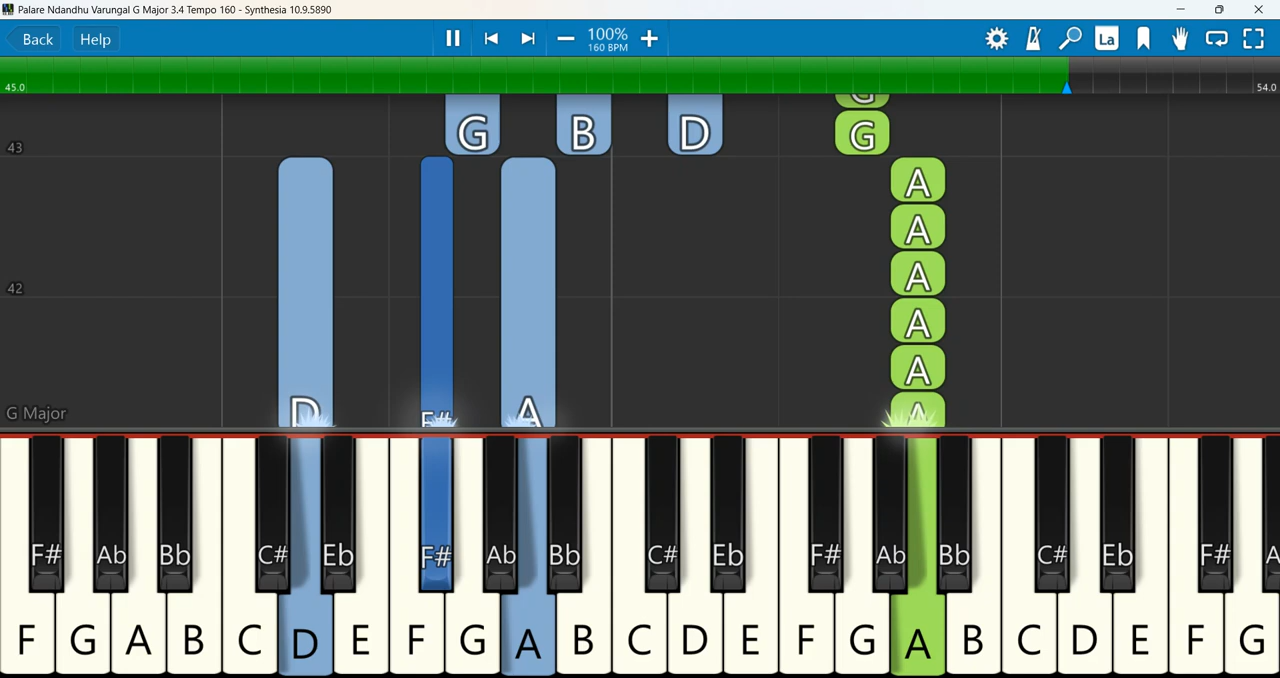 Palare Ndandhu Varungal G Major 3.4 Tempo 160 - Synthesia 10.9.5890
Back Help 100% La
160 BPM
45.0 54.0
G
43 G B D G
A
A
A
42
A
A
G Major D F# A A
F# Ab Bb C# Eb F# Ab Bb C# Eb F# Ab Bb C# Eb F# A
F G A B C D E F G A B C D E F G A B C D E F G